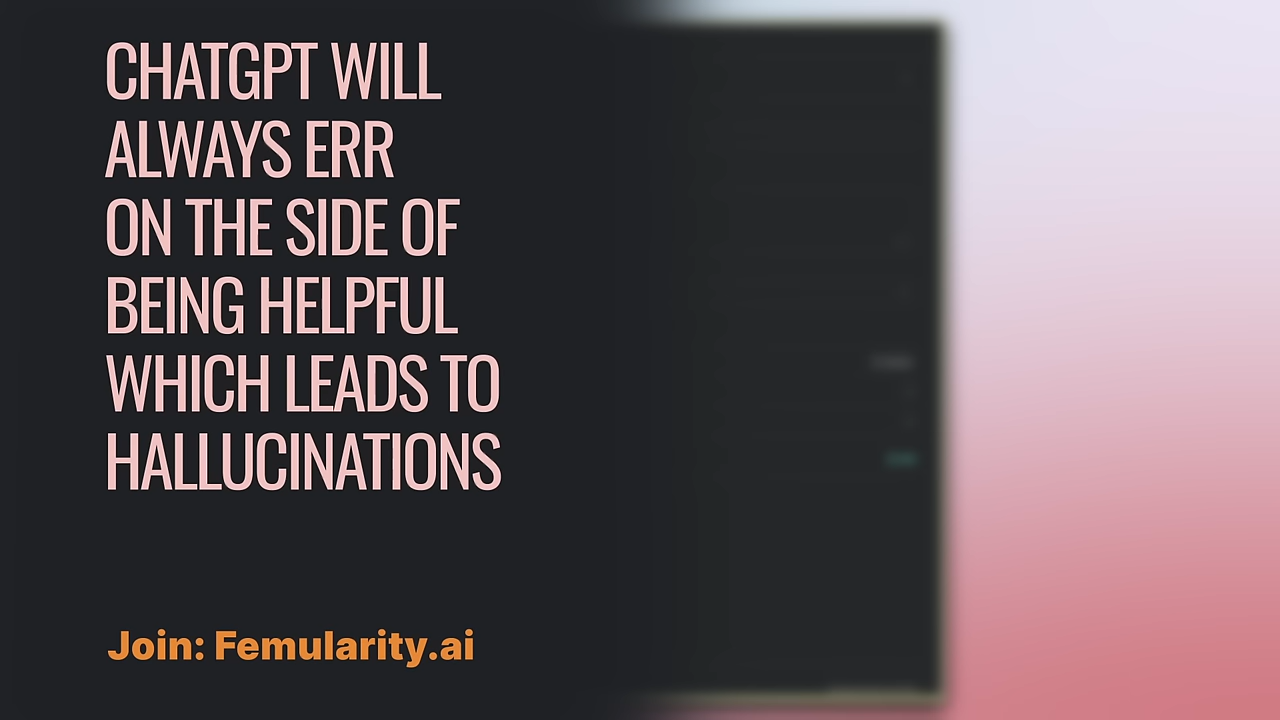 CHATGPT WILL
ALWAYS ERR
ON THE SIDE OF
BEING HELPFUL
WHICH LEADS TO
HALLUCINATIONS
Join: Femularity.ai